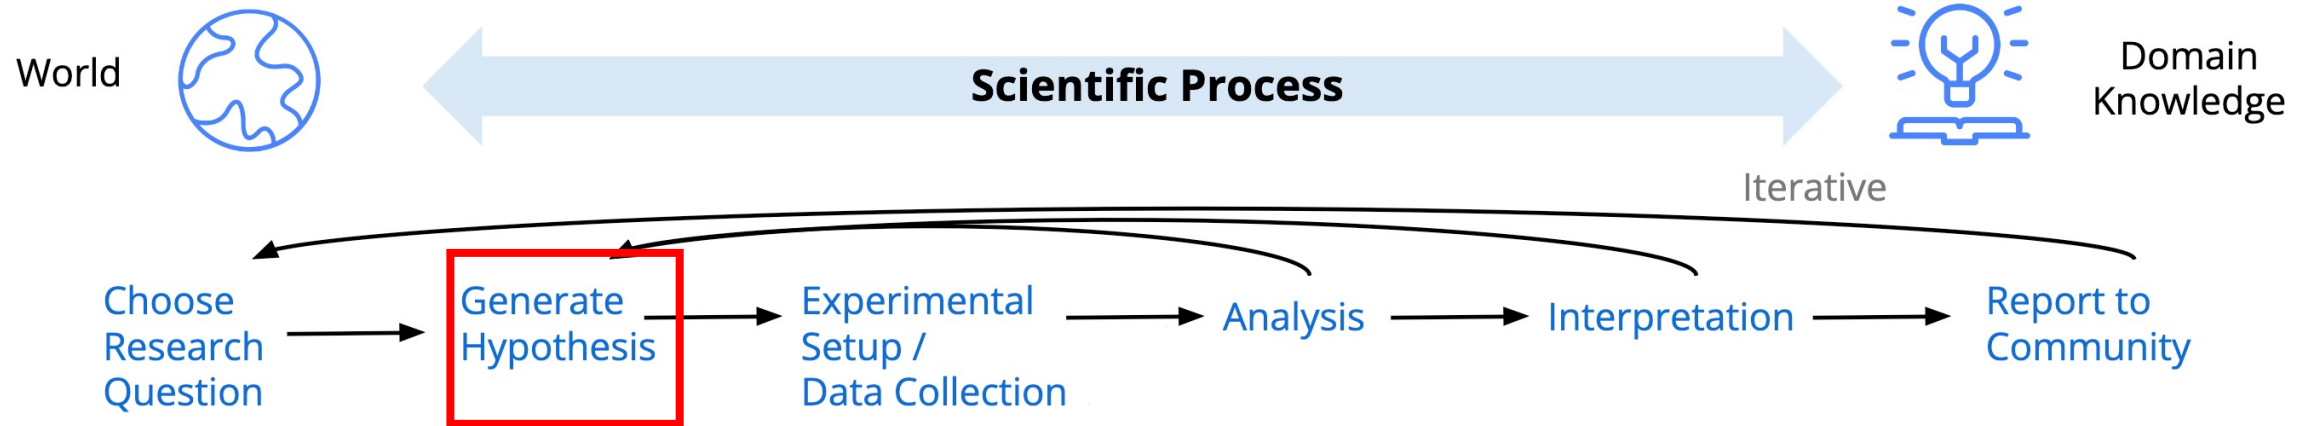 World
Scientific Process
Domain
Knowledge
Iterative
Choose
Research
Question
Generate
Hypothesis
Experimental
Setup /
Data Collection
Analysis
Interpretation
Report to
Community